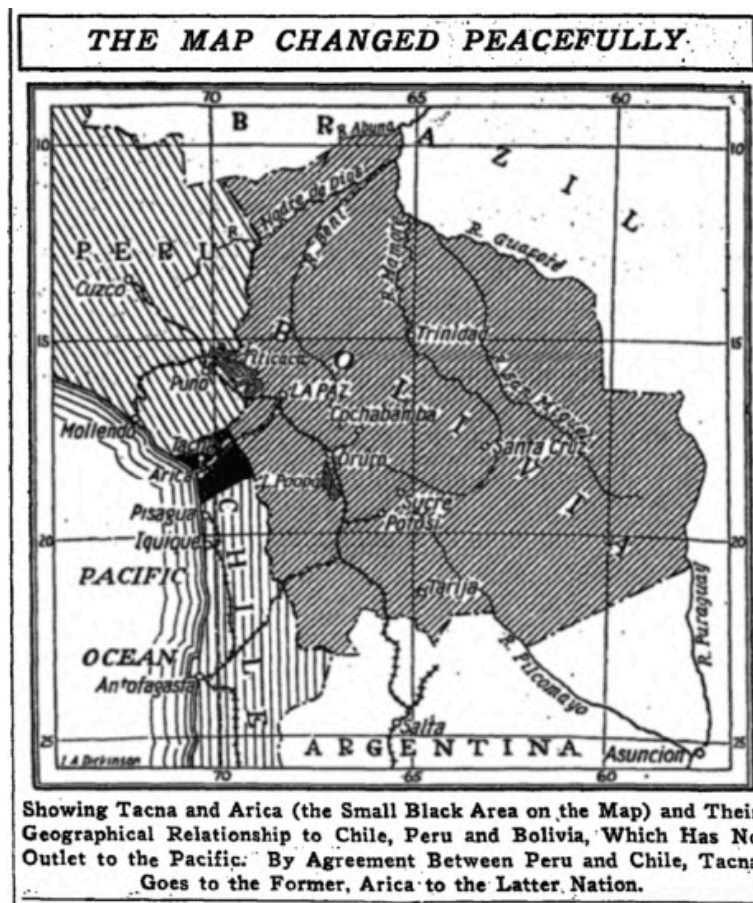 THE MAP CHANGED PEACEFULLY
70 65 60
B R A Z I L
R. Abuna
10 10
R. Madre de Dios
R. Beni
R. Mamoré
R. Guaporé
P E R U
Cuzco
15 15
Trinidad
Titicaca
B O L I V I A
Puno
LA PAZ
R. San Miguel
Cochabamba
Mollendo
Tacna
Oruro
Santa Cruz
Arica
L. Poopo
Sucre
Pisagua
Potosi
C H I L E
Iquique
20
PACIFIC
Tarija
R. Paraguay
OCEAN
R. Pilcomayo
Antofagasta
Salta
25 25
ARGENTINA
Asuncion
J. A. Dickinson
70 65 60
Showing Tacna and Arica (the Small Black Area on the Map) and Their
Geographical Relationship to Chile, Peru and Bolivia, Which Has No
Outlet to the Pacific. By Agreement Between Peru and Chile, Tacna
Goes to the Former, Arica to the Latter Nation.